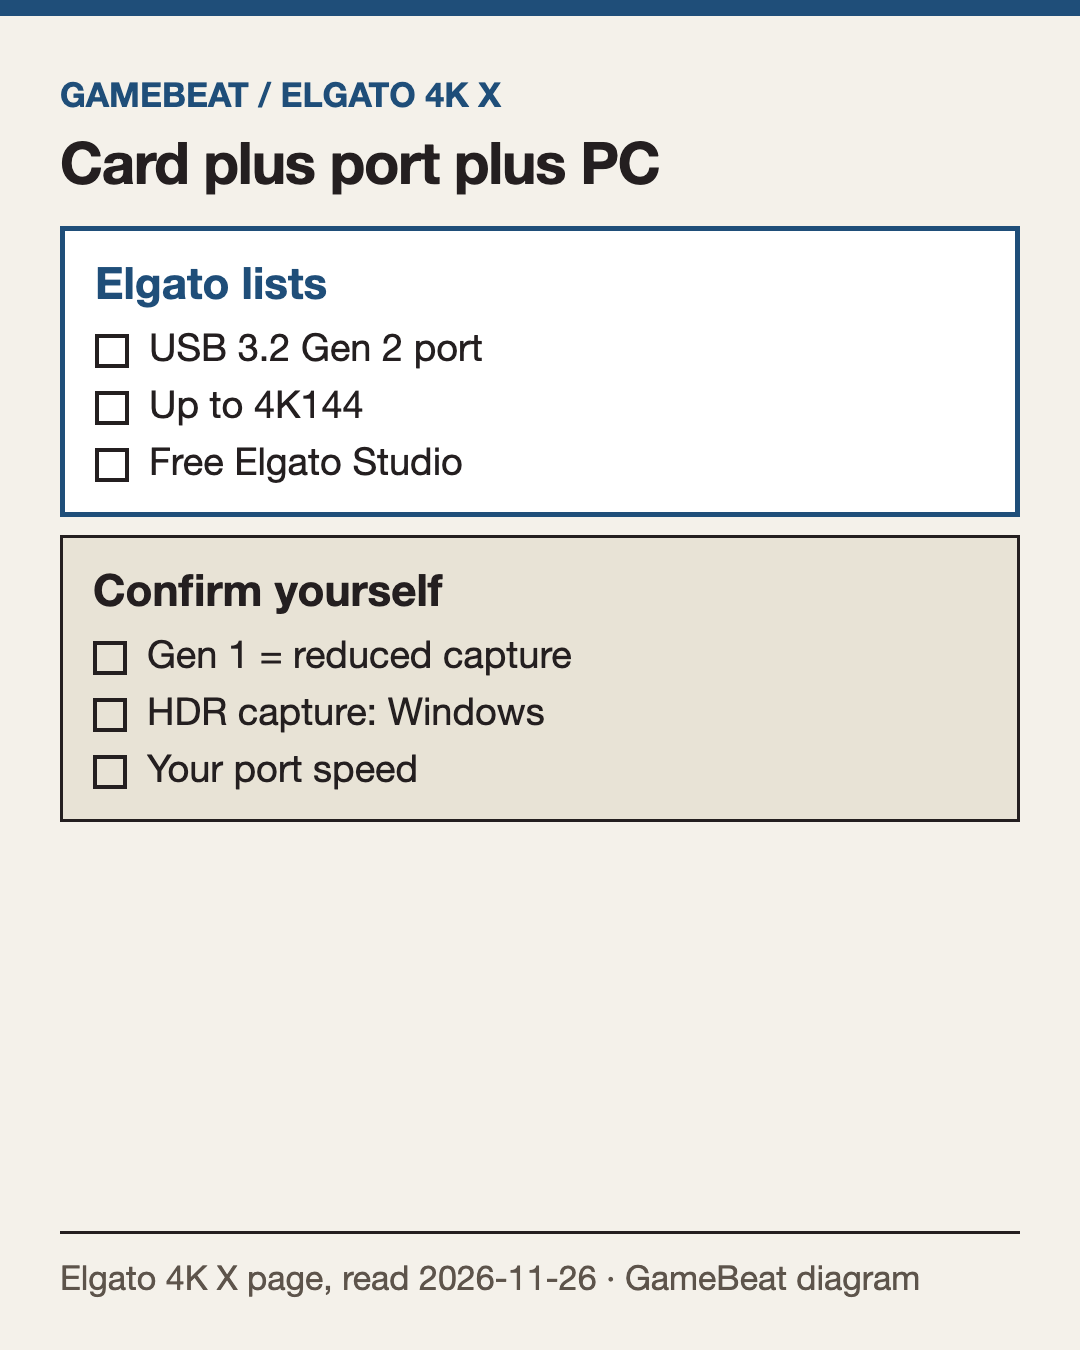 GAMEBEAT / ELGATO 4K X
Card plus port plus PC
Elgato lists
USB 3.2 Gen 2 port
Up to 4K144
Free Elgato Studio
Confirm yourself
Gen 1 = reduced capture
HDR capture: Windows
Your port speed
Elgato 4K X page, read 2026-11-26 · GameBeat diagram